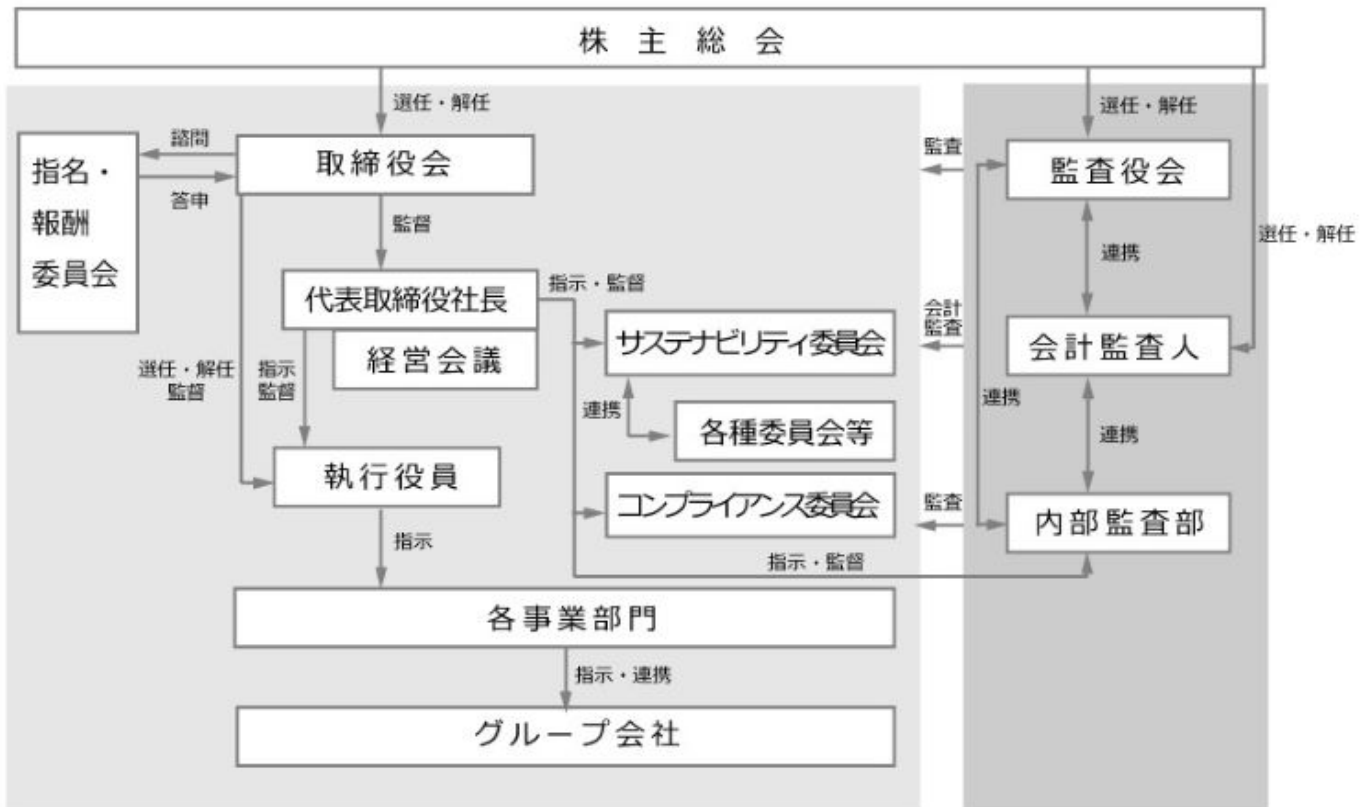 株主総会
選任・解任
選任・解任
選任・解任
諮問
答申
指名・
報酬
委員会
取締役会
監督
監査
監査役会
連携
代表取締役社長
経営会議
指示・監督
サステナビリティ委員会
会計
監査
会計監査人
選任・解任
監督
指示
監督
連携
各種委員会等
連携
連携
執行役員
コンプライアンス委員会
監査
内部監査部
指示
指示・監督
各事業部門
指示・連携
グループ会社